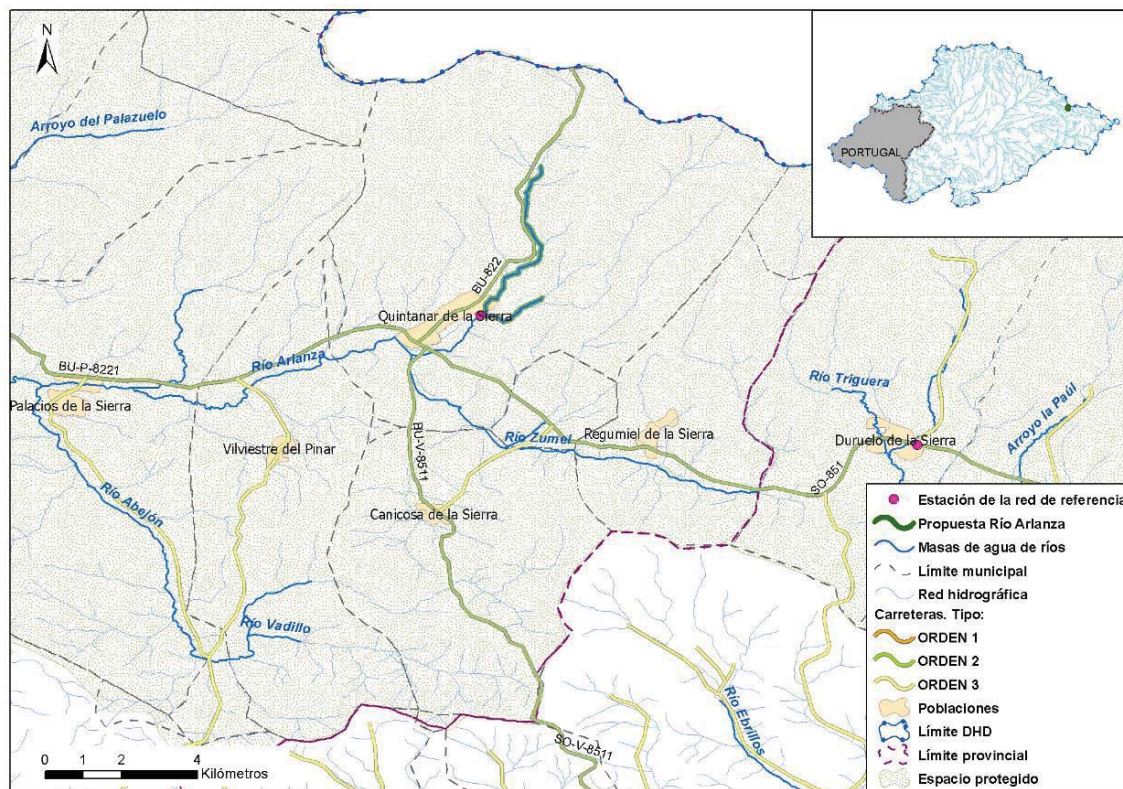 N
Arroyo del Palazuelo
PORTUGAL
BU-822
Quintanar de la Sierra
Río Arlanza
BU-P-8221
Palacios de la Sierra
Vilviestre del Pinar
BU-V-8511
Río Zumel
Regumiel de la Sierra
Río Triguera
Duruelo de la Sierra
Arroyo la Paúl
SO-851
Canicosa de la Sierra
Río Abejón
Río Vadillo
Río Ebrillos
SO-V-8511
0 1 2 4
Kilómetros
Estación de la red de referencia
Propuesta Río Arlanza
Masas de agua de ríos
Límite municipal
Red hidrográfica
Carreteras. Tipo:
ORDEN 1
ORDEN 2
ORDEN 3
Poblaciones
Límite DHD
Límite provincial
Espacio protegido